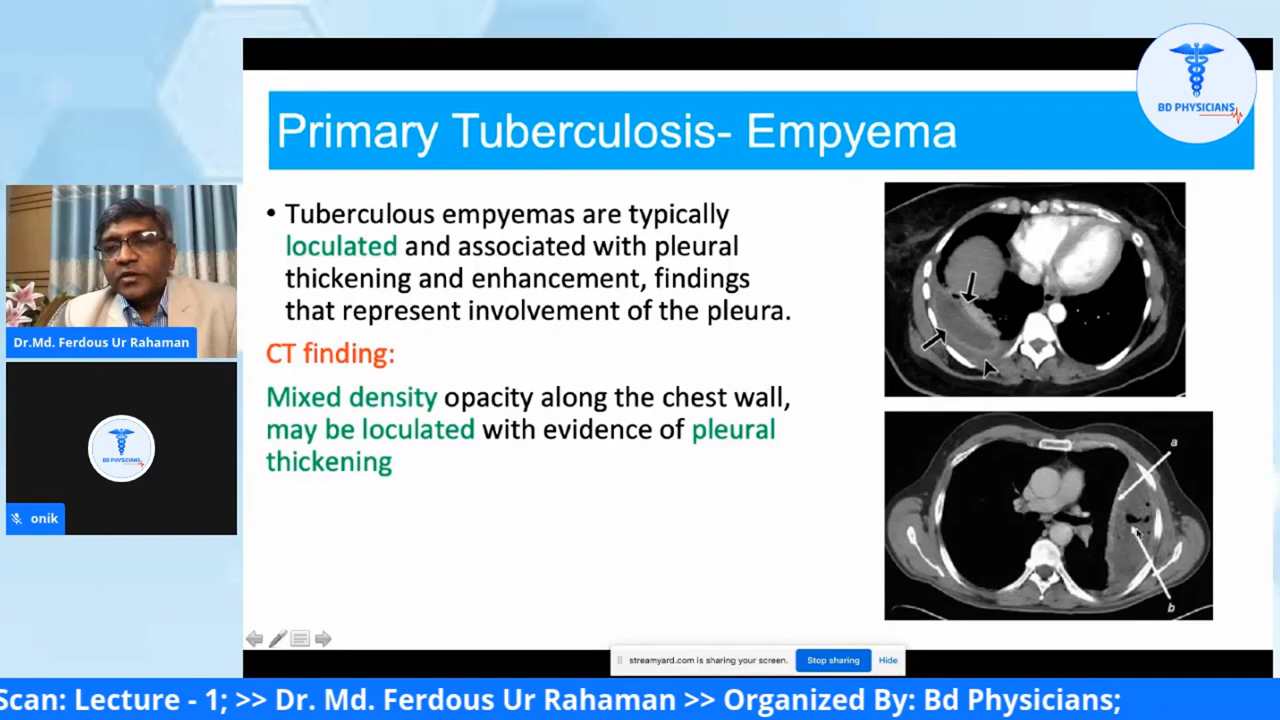 BD PHYSICIANS
Primary Tuberculosis- Empyema
• Tuberculous empyemas are typically
loculated and associated with pleural
thickening and enhancement, findings
that represent involvement of the pleura.
CT finding:
Mixed density opacity along the chest wall,
may be loculated with evidence of pleural
thickening
a
b
Dr.Md. Ferdous Ur Rahaman
BD PHYSICIANS
onik
streamyard.com is sharing your screen.
Stop sharing
Hide
Scan: Lecture - 1; >> Dr. Md. Ferdous Ur Rahaman >> Organized By: Bd Physicians;